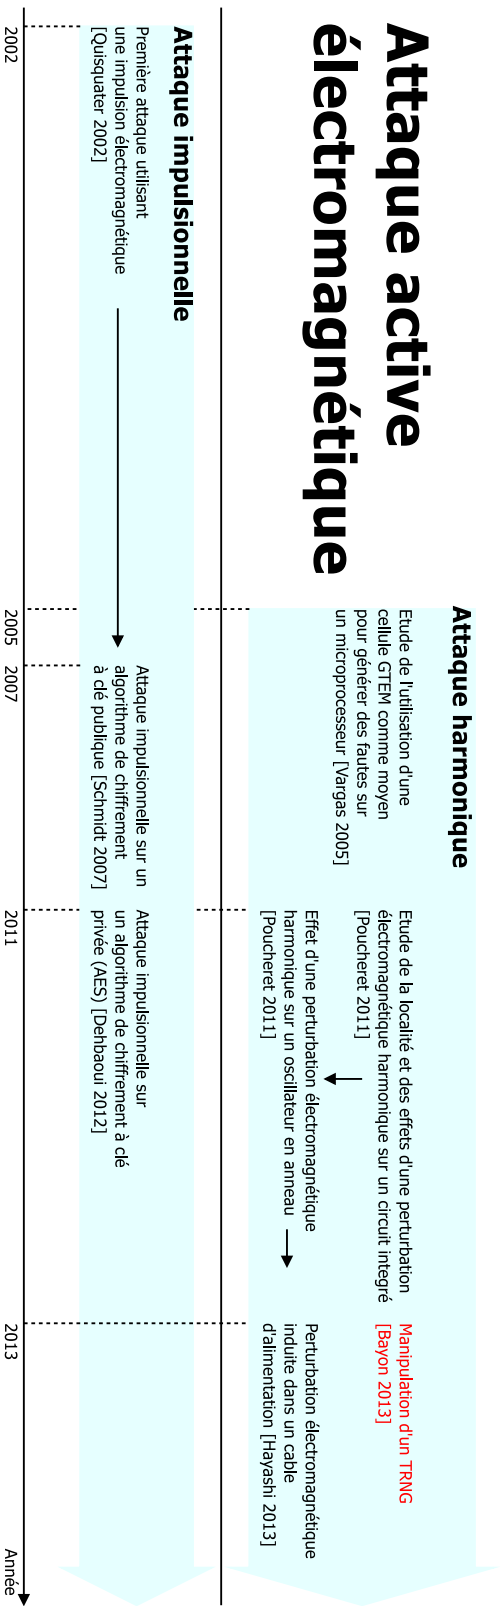 Attaque active
électromagnétique
Attaque harmonique
Etude de l'utilisation d'une
cellule GTEM comme moyen
pour générer des fautes sur
un microprocesseur [Vargas 2005]
Etude de la localité et des effets d'une perturbation
électromagnétique harmonique sur un circuit integré
[Poucheret 2011]
Effet d'une perturbation électromagnétique
harmonique sur un oscillateur en anneau
[Poucheret 2011]
Manipulation d'un TRNG
[Bayon 2013]
Perturbation électromagnétique
induite dans un cable
d'alimentation [Hayashi 2013]
Attaque impulsionnelle
Première attaque utilisant
une impulsion électromagnétique
[Quisquater 2002]
Attaque impulsionnelle sur un
algorithme de chiffrement
à clé publique [Schmidt 2007]
Attaque impulsionnelle sur
un algorithme de chiffrement à clé
privée (AES) [Dehbaoui 2012]
2002
2005
2007
2011
2013
Année